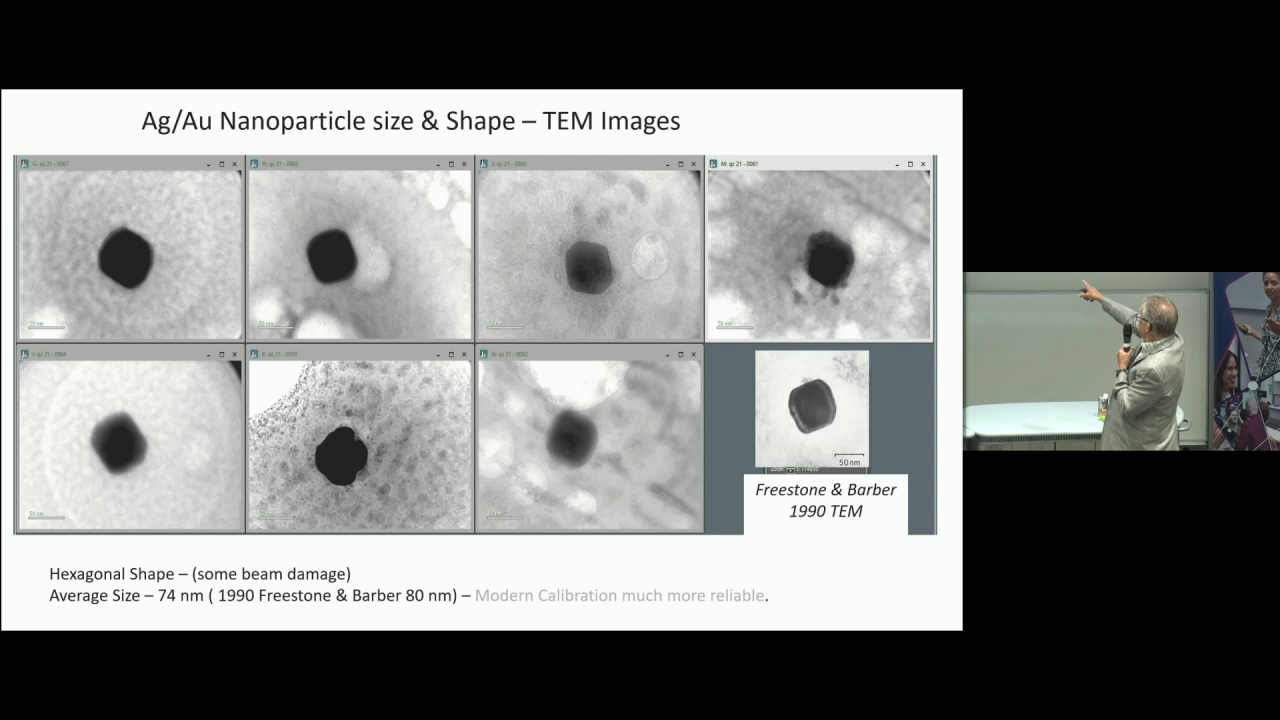 Ag/Au Nanoparticle size & Shape – TEM Images
50 nm
Freestone & Barber
1990 TEM
Hexagonal Shape – (some beam damage)
Average Size – 74 nm ( 1990 Freestone & Barber 80 nm) – Modern Calibration much more reliable.